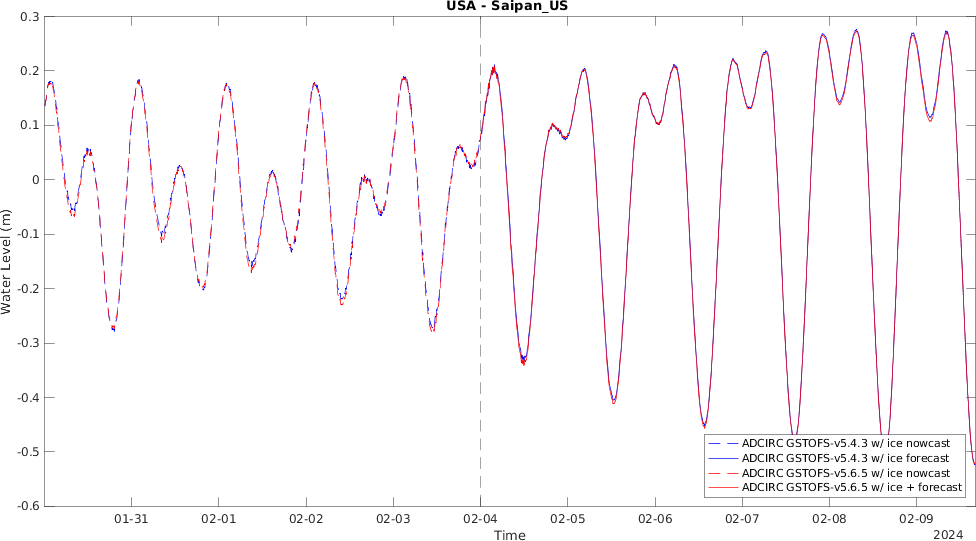 USA - Saipan_US
0.3
0.2
0.1
0
-0.1
-0.2
-0.3
-0.4
-0.5
-0.6
Water Level (m)
ADCIRC GSTOFS-v5.4.3 w/ ice nowcast
ADCIRC GSTOFS-v5.4.3 w/ ice forecast
ADCIRC GSTOFS-v5.6.5 w/ ice nowcast
ADCIRC GSTOFS-v5.6.5 w/ ice + forecast
01-31 02-01 02-02 02-03 02-04 02-05 02-06 02-07 02-08 02-09
Time
2024